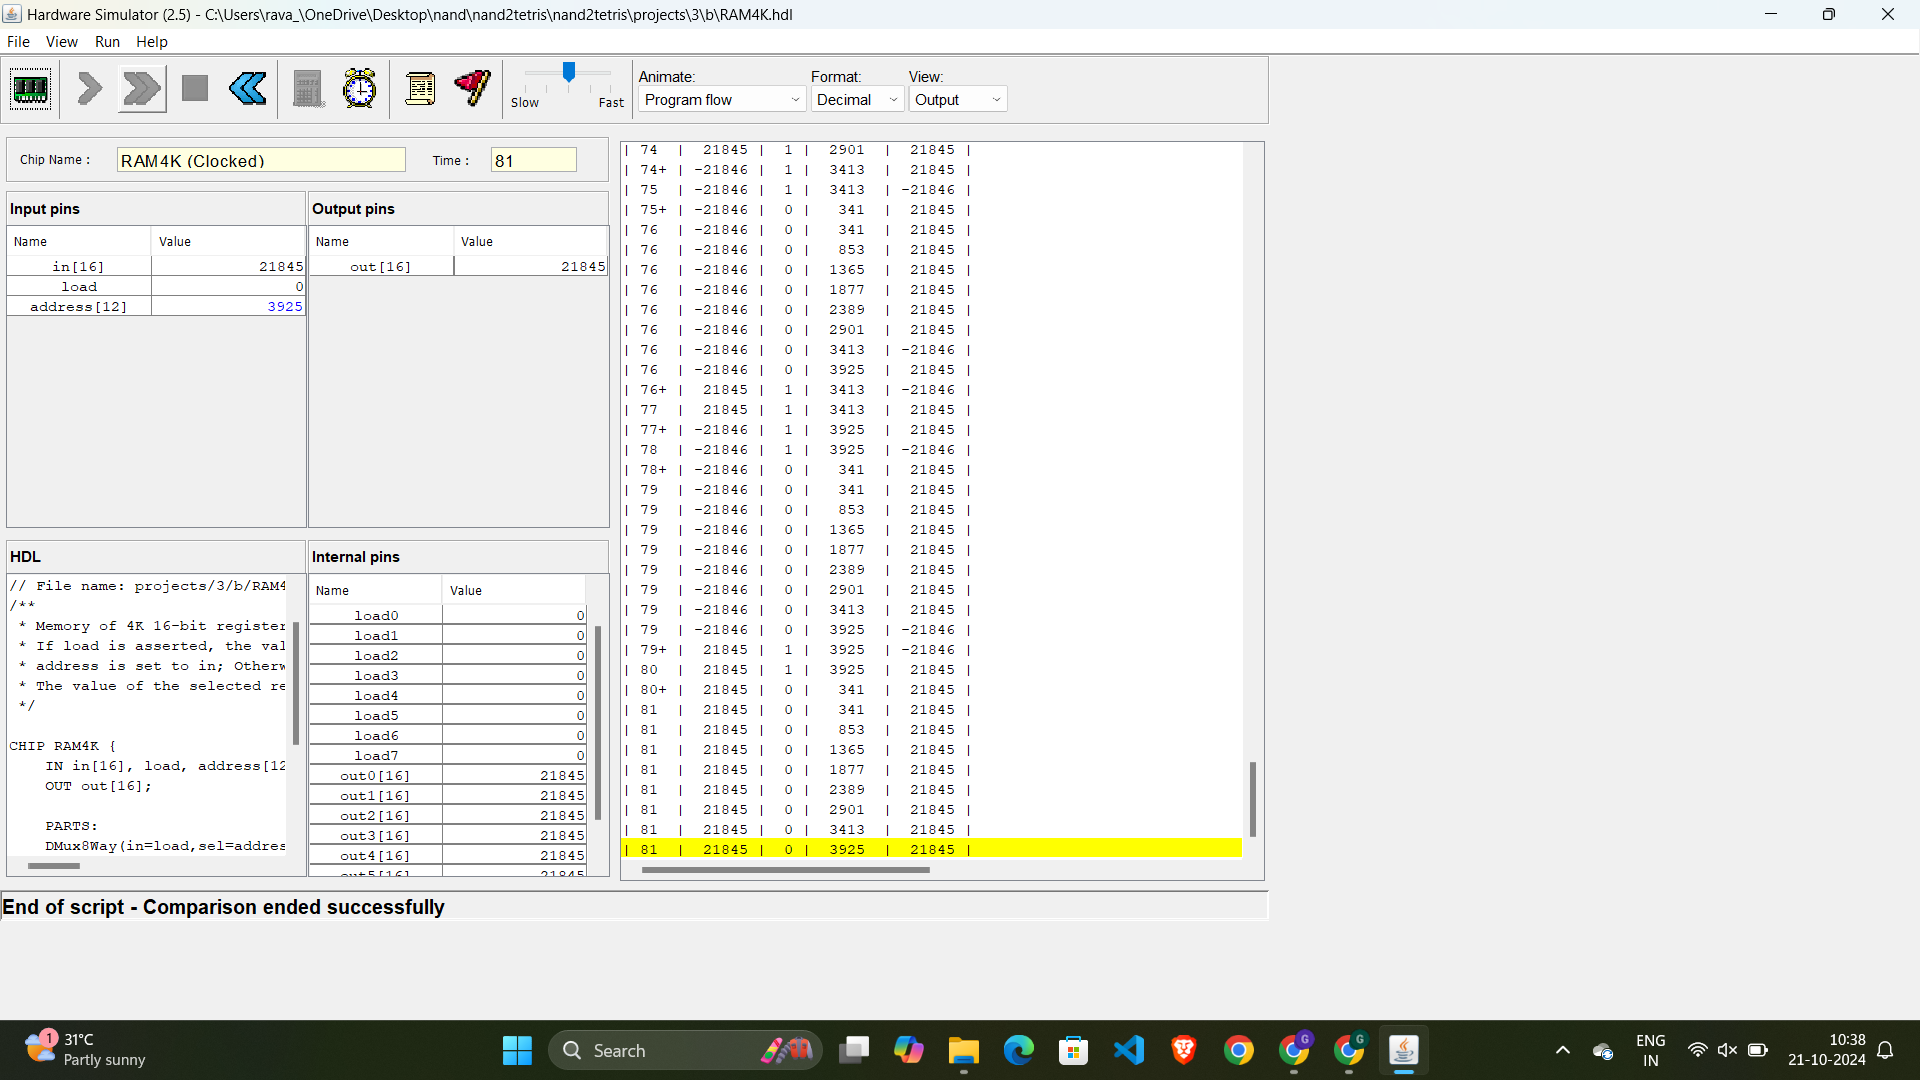 Hardware Simulator (2.5) - C:\Users\rava_\OneDrive\Desktop\nand\nand2tetris\nand2tetris\projects\3\b\RAM4K.hdl
File View Run Help
Slow Fast
Animate: Format: View:
Program flow Decimal Output
Chip Name : RAM4K (Clocked) Time : 81
Input pins
Name Value
in[16] 21845
load 0
address[12] 3925
Output pins
Name Value
out[16] 21845
HDL
// File name: projects/3/b/RAM4
/**
* Memory of 4K 16-bit register
* If load is asserted, the val
* address is set to in; Otherw
* The value of the selected re
*/
CHIP RAM4K {
IN in[16], load, address[12
OUT out[16];
PARTS:
DMux8Way(in=load,sel=addres
Internal pins
Name Value
load0 0
load1 0
load2 0
load3 0
load4 0
load5 0
load6 0
load7 0
out0[16] 21845
out1[16] 21845
out2[16] 21845
out3[16] 21845
out4[16] 21845
out5[16] 21845
| 74 | 21845 | 1 | 2901 | 21845 |
| 74+ | -21846 | 1 | 3413 | 21845 |
| 75 | -21846 | 1 | 3413 | -21846 |
| 75+ | -21846 | 0 | 341 | 21845 |
| 76 | -21846 | 0 | 341 | 21845 |
| 76 | -21846 | 0 | 853 | 21845 |
| 76 | -21846 | 0 | 1365 | 21845 |
| 76 | -21846 | 0 | 1877 | 21845 |
| 76 | -21846 | 0 | 2389 | 21845 |
| 76 | -21846 | 0 | 2901 | 21845 |
| 76 | -21846 | 0 | 3413 | -21846 |
| 76 | -21846 | 0 | 3925 | 21845 |
| 76+ | 21845 | 1 | 3413 | -21846 |
| 77 | 21845 | 1 | 3413 | 21845 |
| 77+ | -21846 | 1 | 3925 | 21845 |
| 78 | -21846 | 1 | 3925 | -21846 |
| 78+ | -21846 | 0 | 341 | 21845 |
| 79 | -21846 | 0 | 341 | 21845 |
| 79 | -21846 | 0 | 853 | 21845 |
| 79 | -21846 | 0 | 1365 | 21845 |
| 79 | -21846 | 0 | 1877 | 21845 |
| 79 | -21846 | 0 | 2389 | 21845 |
| 79 | -21846 | 0 | 2901 | 21845 |
| 79 | -21846 | 0 | 3413 | 21845 |
| 79 | -21846 | 0 | 3925 | -21846 |
| 79+ | 21845 | 1 | 3925 | -21846 |
| 80 | 21845 | 1 | 3925 | 21845 |
| 80+ | 21845 | 0 | 341 | 21845 |
| 81 | 21845 | 0 | 341 | 21845 |
| 81 | 21845 | 0 | 853 | 21845 |
| 81 | 21845 | 0 | 1365 | 21845 |
| 81 | 21845 | 0 | 1877 | 21845 |
| 81 | 21845 | 0 | 2389 | 21845 |
| 81 | 21845 | 0 | 2901 | 21845 |
| 81 | 21845 | 0 | 3413 | 21845 |
| 81 | 21845 | 0 | 3925 | 21845 |
End of script - Comparison ended successfully
1
31°C
Partly sunny
Search
G
G
ENG
IN
10:38
21-10-2024